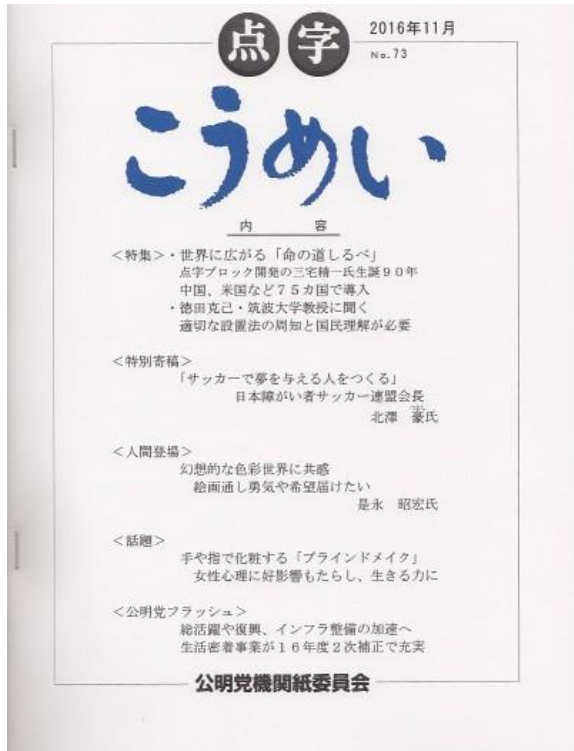 点字
2016年11月
No.73
こうめい
内 容
＜特集＞・世界に広がる「命の道しるべ」
点字ブロック開発の三宅精一氏生誕９０年
中国、米国など７５カ国で導入
・徳田克己・筑波大学教授に聞く
適切な設置法の周知と国民理解が必要
＜特別寄稿＞
「サッカーで夢を与える人をつくる」
日本障がい者サッカー連盟会長
北澤 豪氏
＜人間登場＞
幻想的な色彩世界に共感
絵画通し勇気や希望届けたい
是永 昭宏氏
＜話題＞
手や指で化粧する「ブラインドメイク」
女性心理に好影響もたらし、生きる力に
＜公明党フラッシュ＞
総活躍や復興、インフラ整備の加速へ
生活密着事業が１６年度２次補正で充実
公明党機関紙委員会